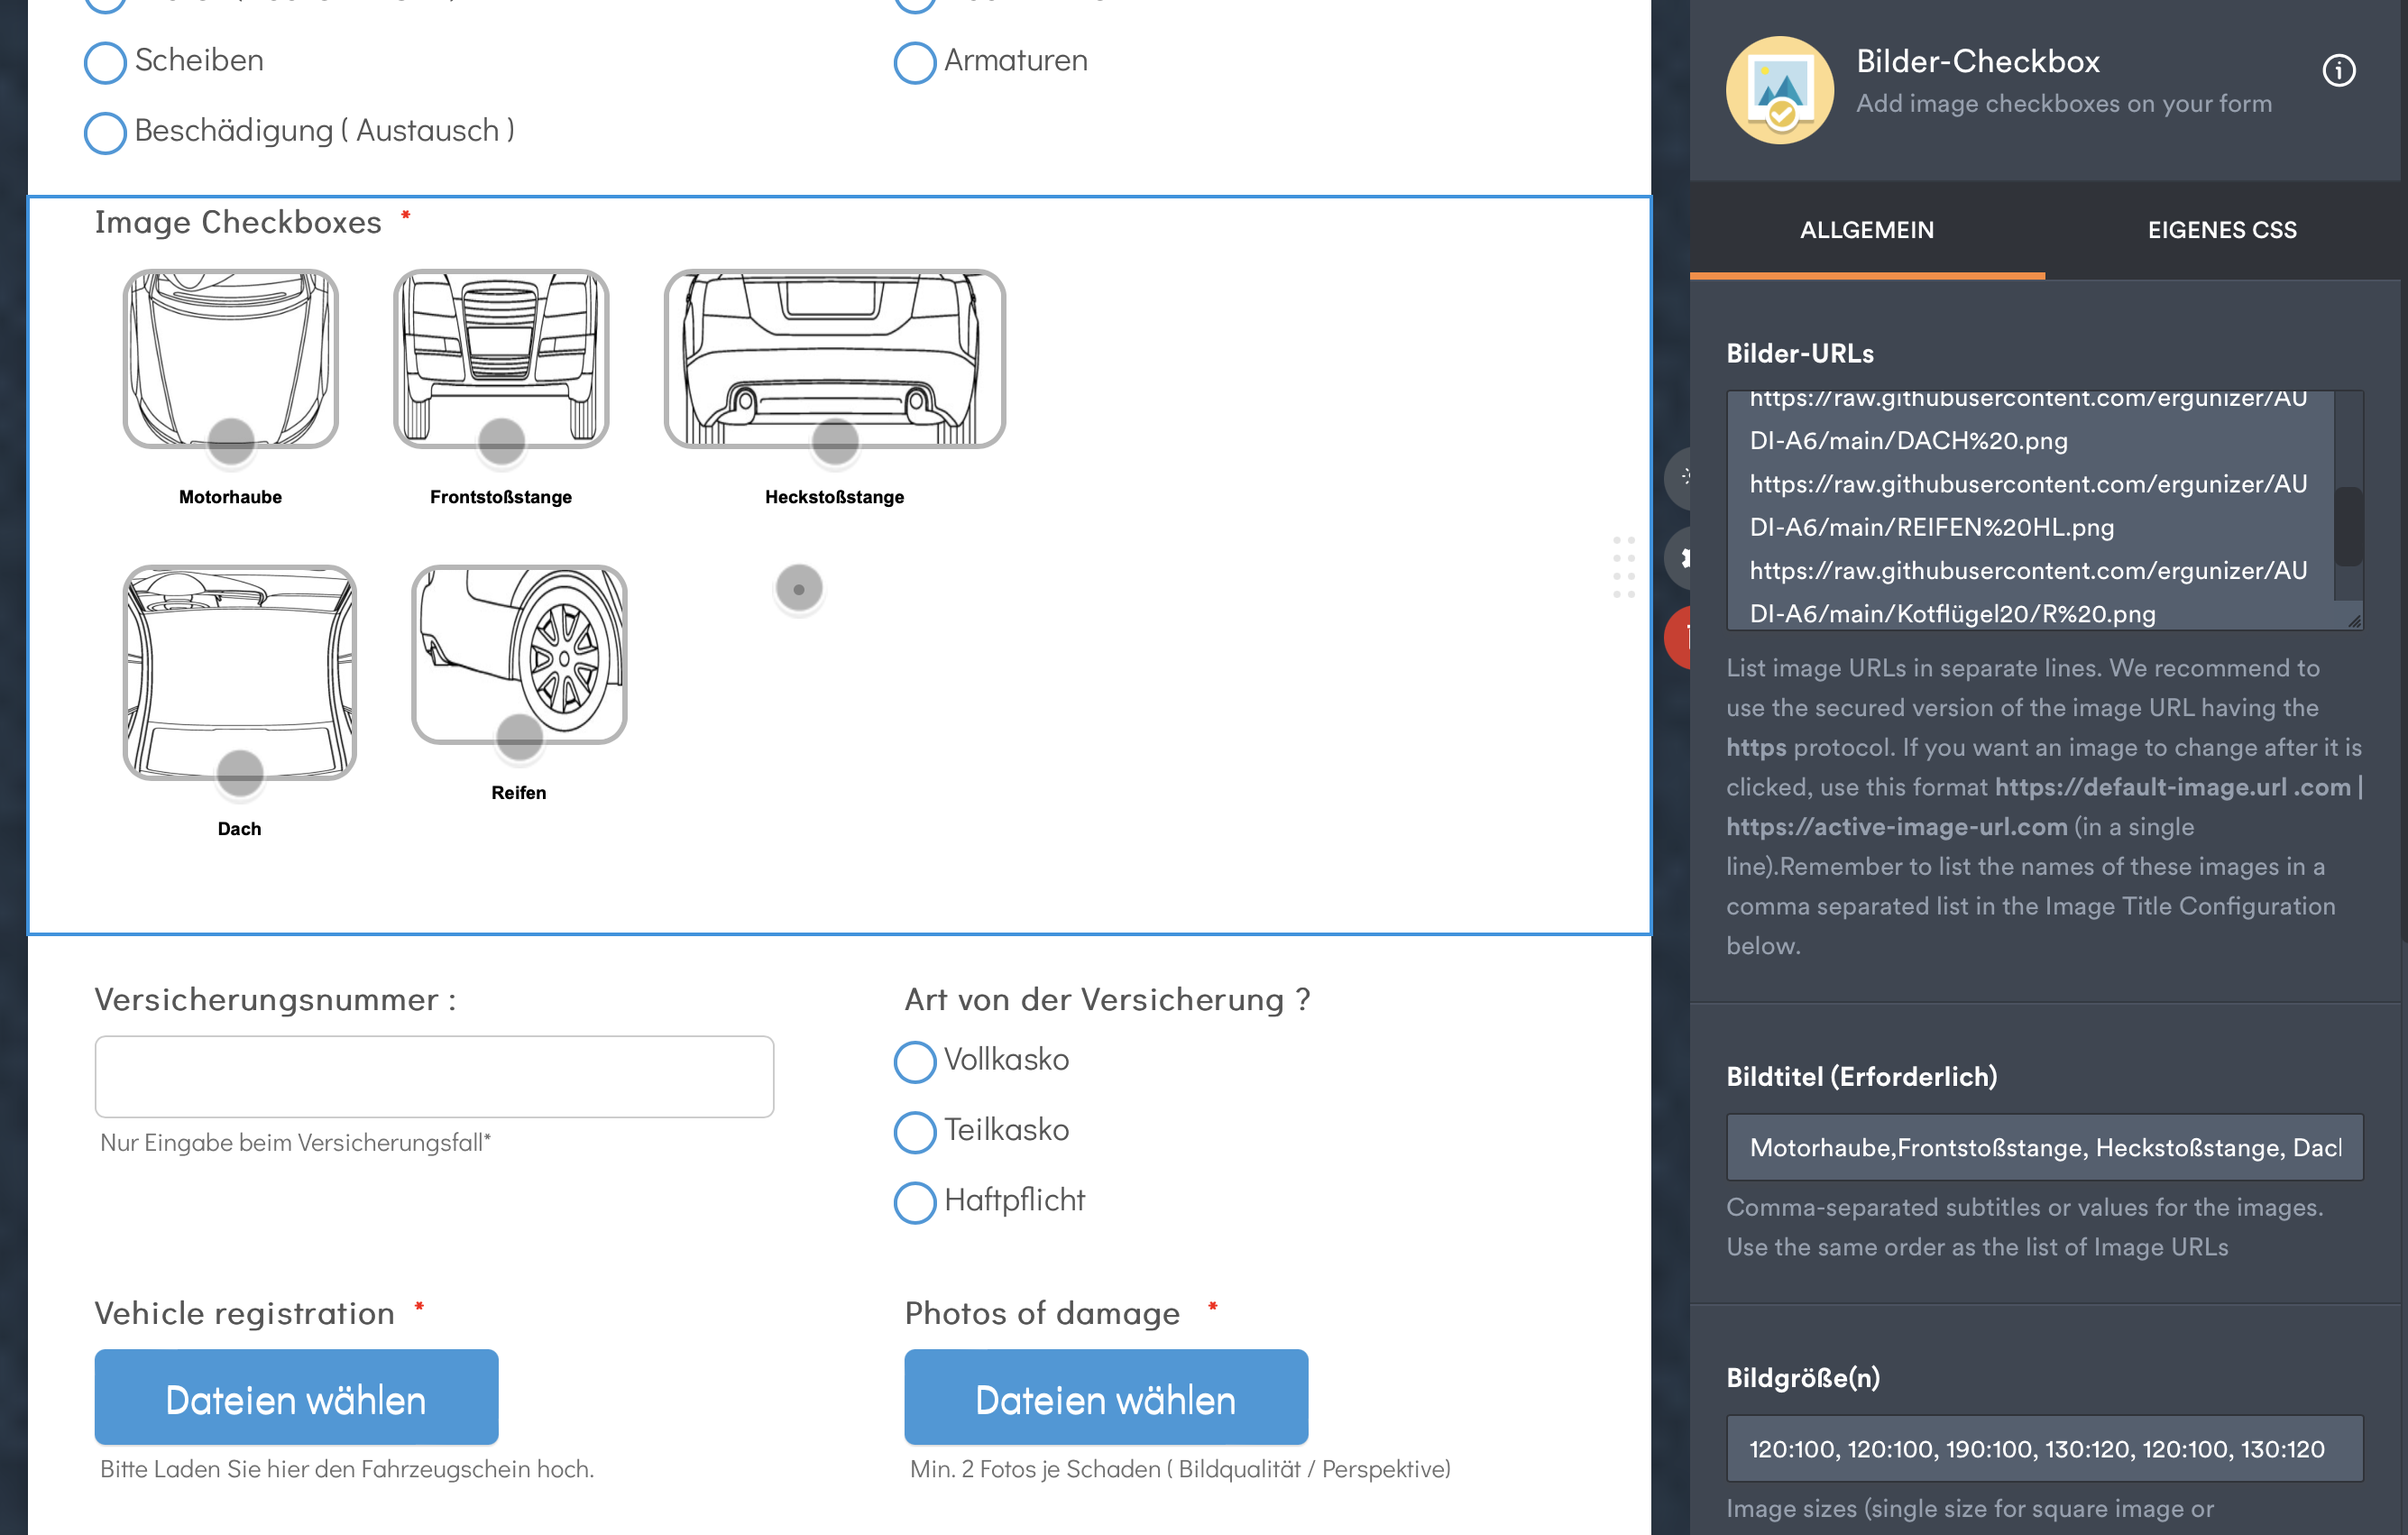 Scheiben
Armaturen
Beschädigung ( Austausch )
Image Checkboxes *
Motorhaube
Frontstoßstange
Heckstoßstange
Dach
Reifen
Versicherungsnummer :
Nur Eingabe beim Versicherungsfall*
Art von der Versicherung ?
Vollkasko
Teilkasko
Haftpflicht
Vehicle registration *
Dateien wählen
Bitte Laden Sie hier den Fahrzeugschein hoch.
Photos of damage *
Dateien wählen
Min. 2 Fotos je Schaden ( Bildqualität / Perspektive)
Bilder-Checkbox
Add image checkboxes on your form
ALLGEMEIN
EIGENES CSS
Bilder-URLs
https://raw.githubusercontent.com/ergunizer/AU
DI-A6/main/DACH%20.png
https://raw.githubusercontent.com/ergunizer/AU
DI-A6/main/REIFEN%20HL.png
https://raw.githubusercontent.com/ergunizer/AU
DI-A6/main/Kotflügel20/R%20.png
List image URLs in separate lines. We recommend to
use the secured version of the image URL having the
https protocol. If you want an image to change after it is
clicked, use this format https://default-image.url .com |
https://active-image-url.com (in a single
line).Remember to list the names of these images in a
comma separated list in the Image Title Configuration
below.
Bildtitel (Erforderlich)
Motorhaube,Frontstoßstange, Heckstoßstange,
Comma-separated subtitles or values for the images.
Use the same order as the list of Image URLs
Bildgröße(n)
120:100, 120:100, 190:100, 130:120, 120:100, 130:120
Image sizes (single size for square image or